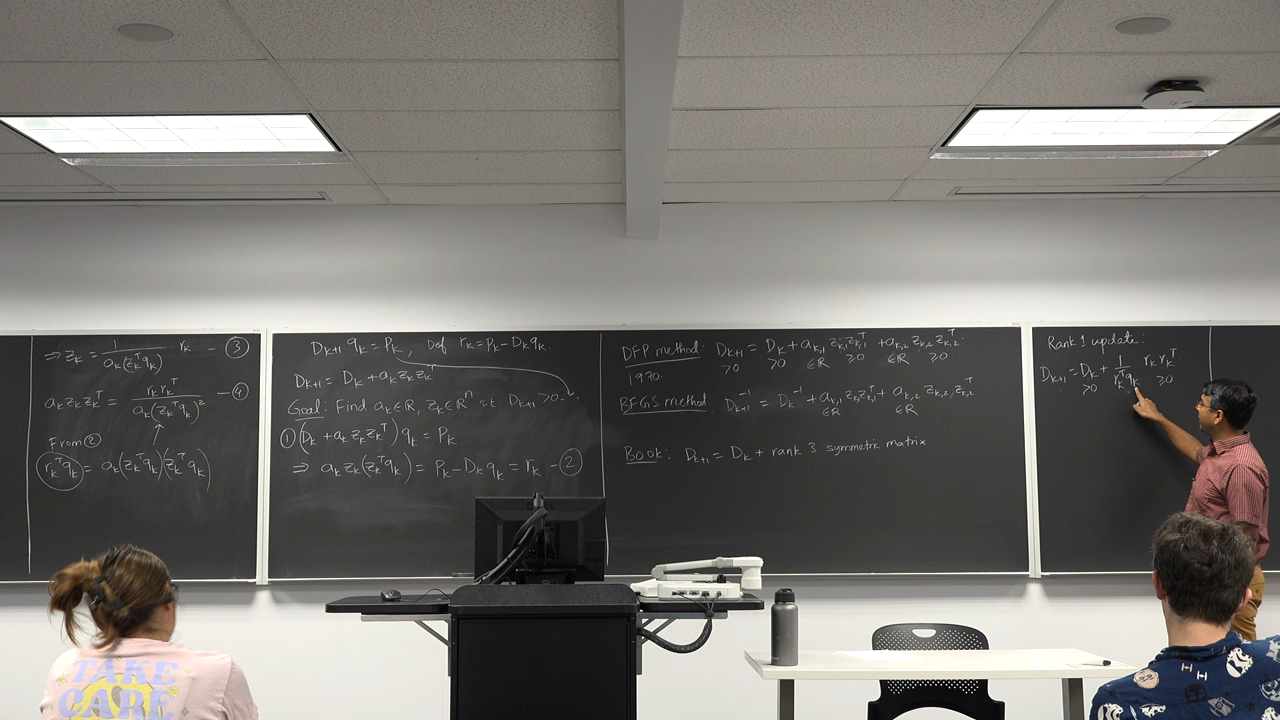 ⇒ z_K = 1 / a_K(z_K^T q_K) · r_K — ③
a_K z_K z_K^T = r_K r_K^T / a_K(z_K^T q_K)² — ④
From ②
r_K^T q_K = a_K(z_K^T q_K)(z_K^T q_K)
D_{K+1} q_K = P_K, Def r_K = P_K - D_K q_K.
D_{K+1} = D_K + a_K z_K z_K^T
Goal: Find a_K ∈ R, z_K ∈ R^n s.t. D_{K+1} > 0.
① (D_K + a_K z_K z_K^T) q_K = P_K
⇒ a_K z_K (z_K^T q_K) = P_K - D_K q_K = r_K — ②
DFP method: D_{K+1} = D_K + a_{K,1} z_{K,1} z_{K,1}^T + a_{K,2} z_{K,2} z_{K,2}^T
1970. >0 >0 ∈R ≥0 ∈R ≥0
BFGS method: D_{K+1}^{-1} = D_K^{-1} + a_{K,1} z_{K,1} z_{K,1}^T + a_{K,2} z_{K,2} z_{K,2}^T
∈R ∈R
Book: D_{K+1} = D_K + rank 3 symmetric matrix.
Rank 1 update:
D_{K+1} = D_K + 1 / r_K^T q_K r_K r_K^T
>0 ≥0
TAKE
CARE